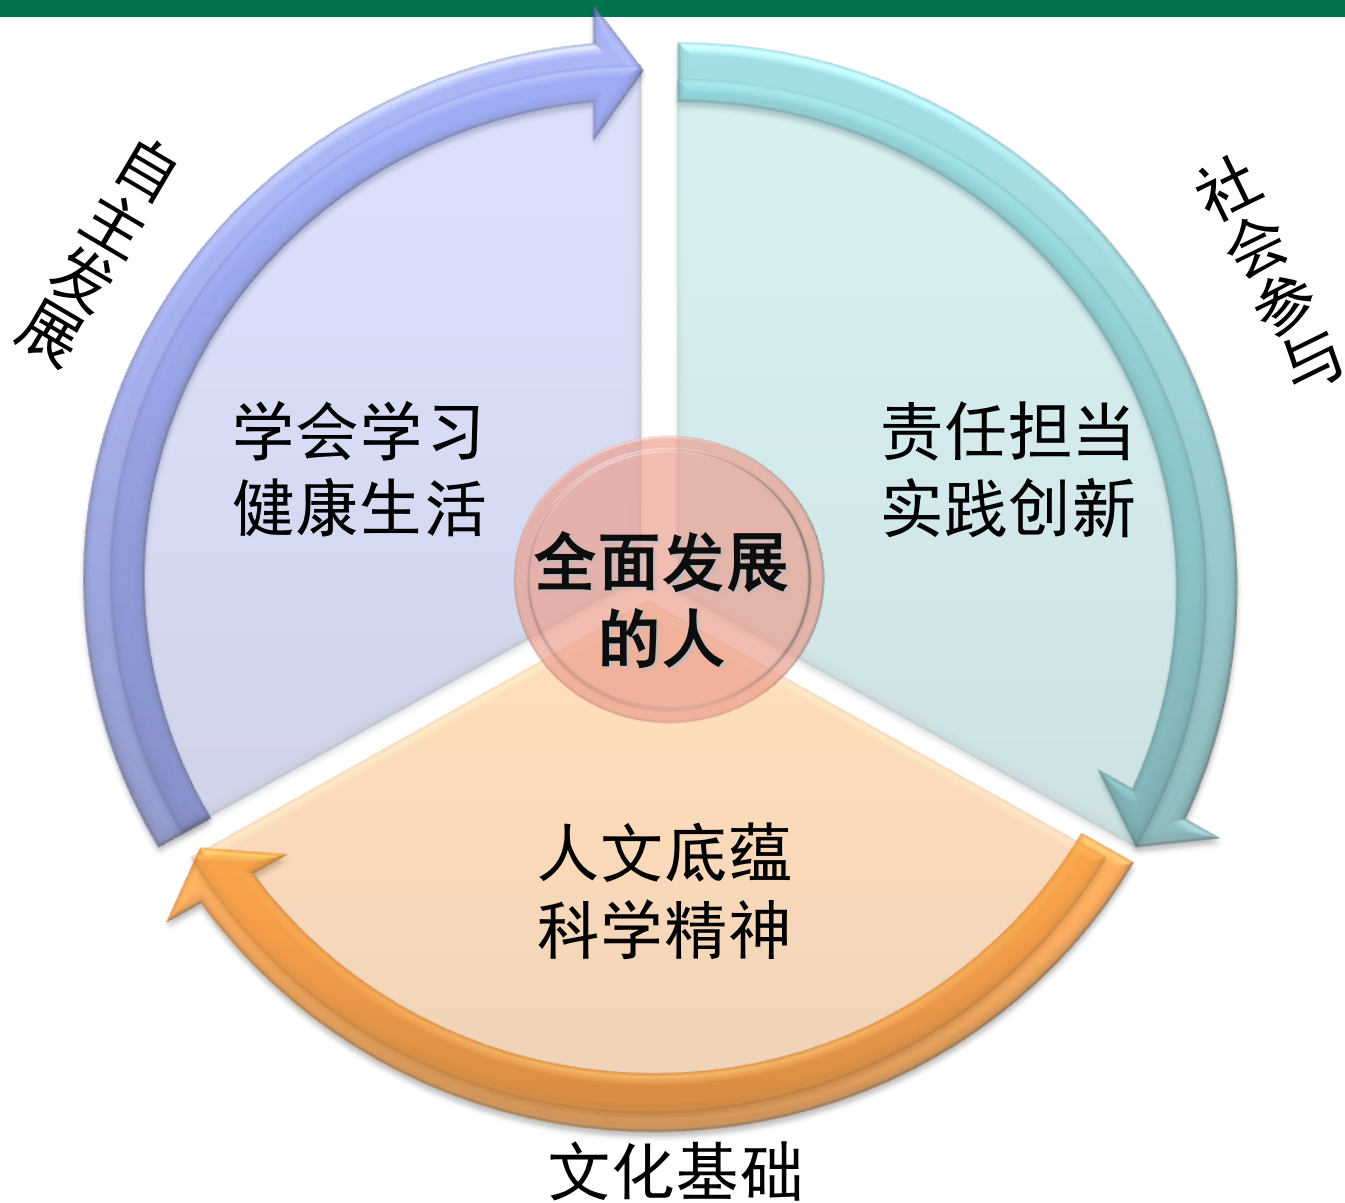 自主发展
社会参与
学会学习
健康生活
责任担当
实践创新
全面发展
的人
人文底蕴
科学精神
文化基础